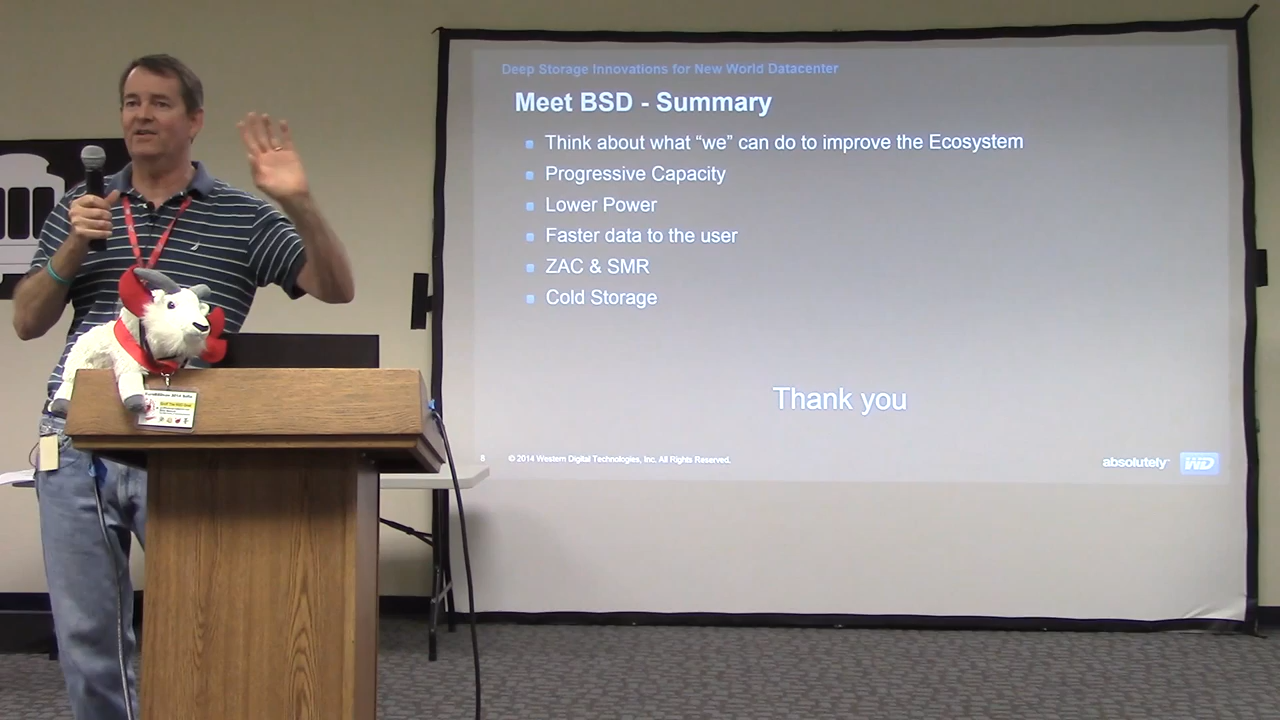 Deep Storage Innovations for New World Datacenter
Meet BSD - Summary
Think about what “we” can do to improve the Ecosystem
Progressive Capacity
Lower Power
Faster data to the user
ZAC & SMR
Cold Storage
Thank you
8 © 2014 Western Digital Technologies, Inc. All Rights Reserved.
absolutely™ WD